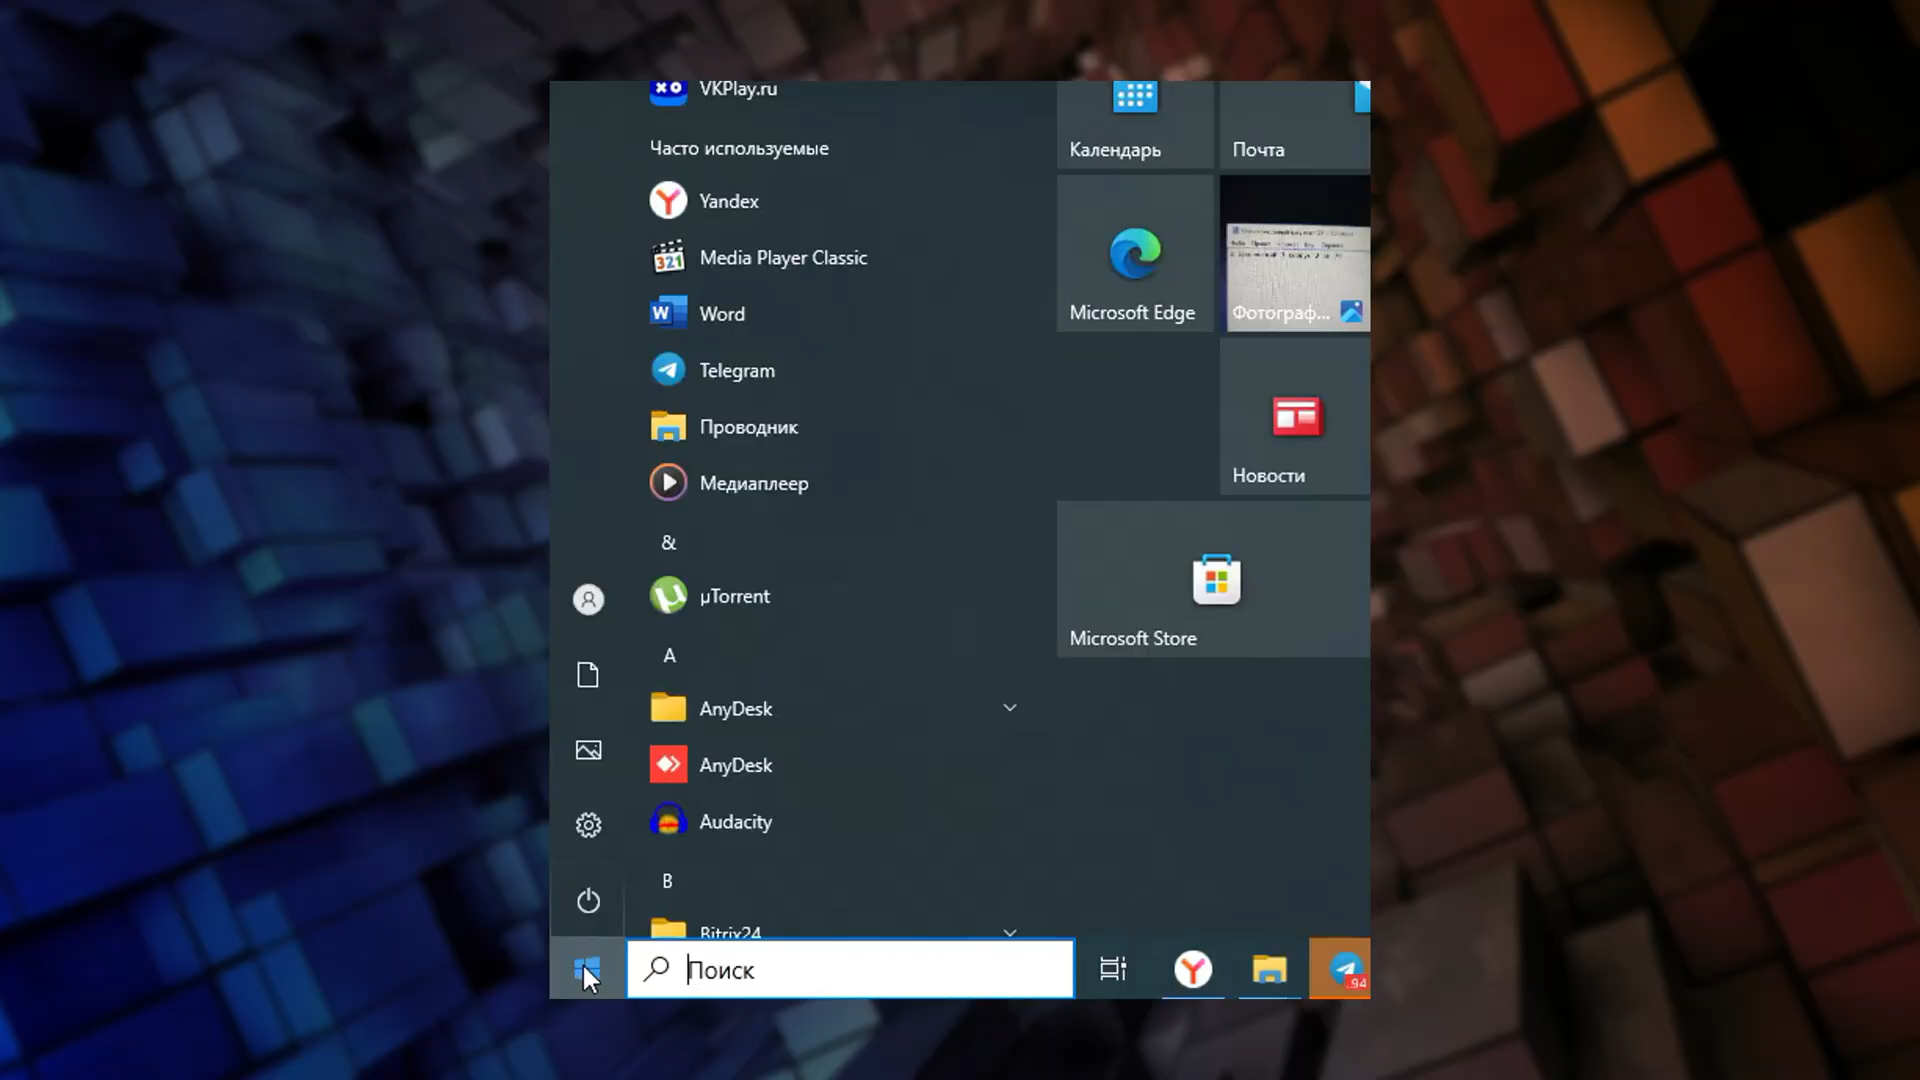 VKPlay.ru
Часто используемые
Yandex
Media Player Classic
321
Word
W
Telegram
Проводник
Медиаплеер
&
µTorrent
A
AnyDesk
AnyDesk
Audacity
B
Bitrix24
Календарь
Почта
Microsoft Edge
Фотограф...
Новости
Microsoft Store
Поиск
..94